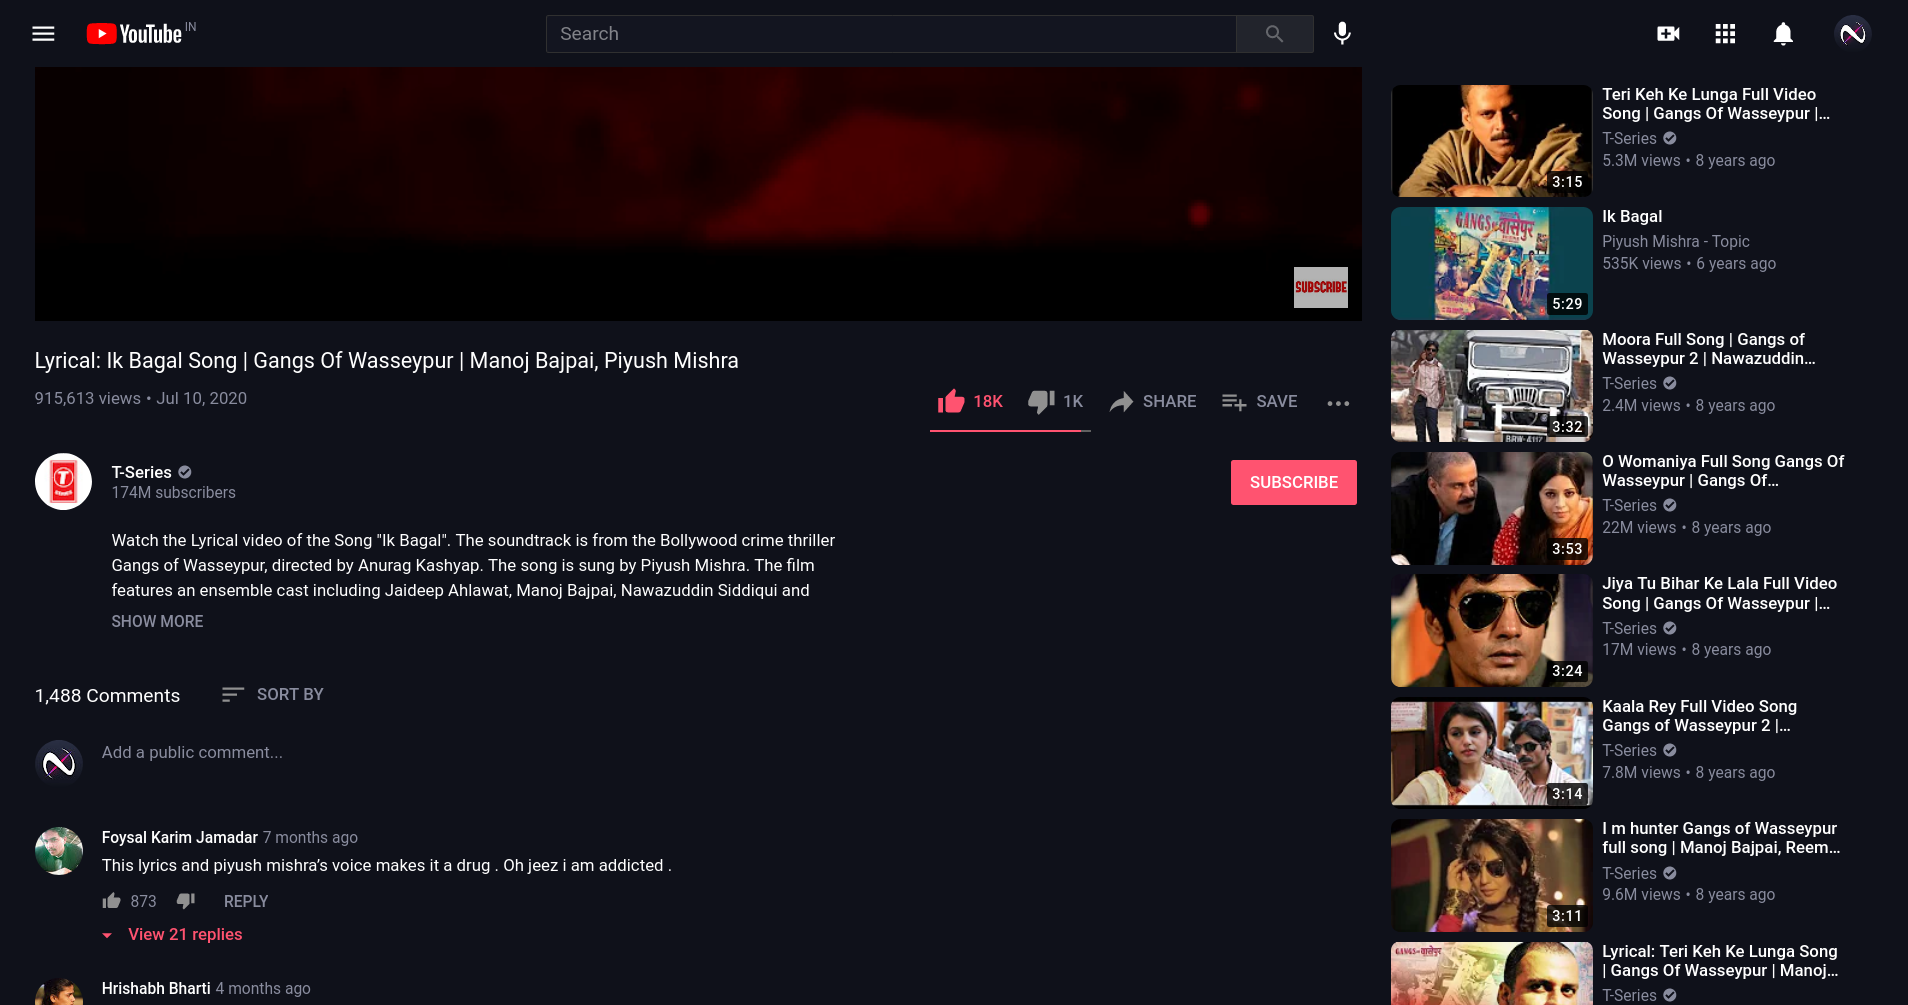 YouTube IN
Search
SUBSCRIBE
Lyrical: Ik Bagal Song | Gangs Of Wasseypur | Manoj Bajpai, Piyush Mishra
915,613 views • Jul 10, 2020
18K
1K
SHARE
SAVE
T-Series
174M subscribers
SUBSCRIBE
Watch the Lyrical video of the Song "Ik Bagal". The soundtrack is from the Bollywood crime thriller
Gangs of Wasseypur, directed by Anurag Kashyap. The song is sung by Piyush Mishra. The film
features an ensemble cast including Jaideep Ahlawat, Manoj Bajpai, Nawazuddin Siddiqui and
SHOW MORE
1,488 Comments
SORT BY
Add a public comment...
Foysal Karim Jamadar 7 months ago
This lyrics and piyush mishra’s voice makes it a drug . Oh jeez i am addicted .
873
REPLY
View 21 replies
Hrishabh Bharti 4 months ago
3:15
Teri Keh Ke Lunga Full Video
Song | Gangs Of Wasseypur |...
T-Series
5.3M views • 8 years ago
GANGS OF वासेपुर
5:29
Ik Bagal
Piyush Mishra - Topic
535K views • 6 years ago
3:32
Moora Full Song | Gangs of
Wasseypur 2 | Nawazuddin...
T-Series
2.4M views • 8 years ago
3:53
O Womaniya Full Song Gangs Of
Wasseypur | Gangs Of...
T-Series
22M views • 8 years ago
3:24
Jiya Tu Bihar Ke Lala Full Video
Song | Gangs Of Wasseypur |...
T-Series
17M views • 8 years ago
3:14
Kaala Rey Full Video Song
Gangs of Wasseypur 2 |...
T-Series
7.8M views • 8 years ago
3:11
I m hunter Gangs of Wasseypur
full song | Manoj Bajpai, Reem...
T-Series
9.6M views • 8 years ago
GANGS OF वासेपुर
Lyrical: Teri Keh Ke Lunga Song
| Gangs Of Wasseypur | Manoj...
T-Series